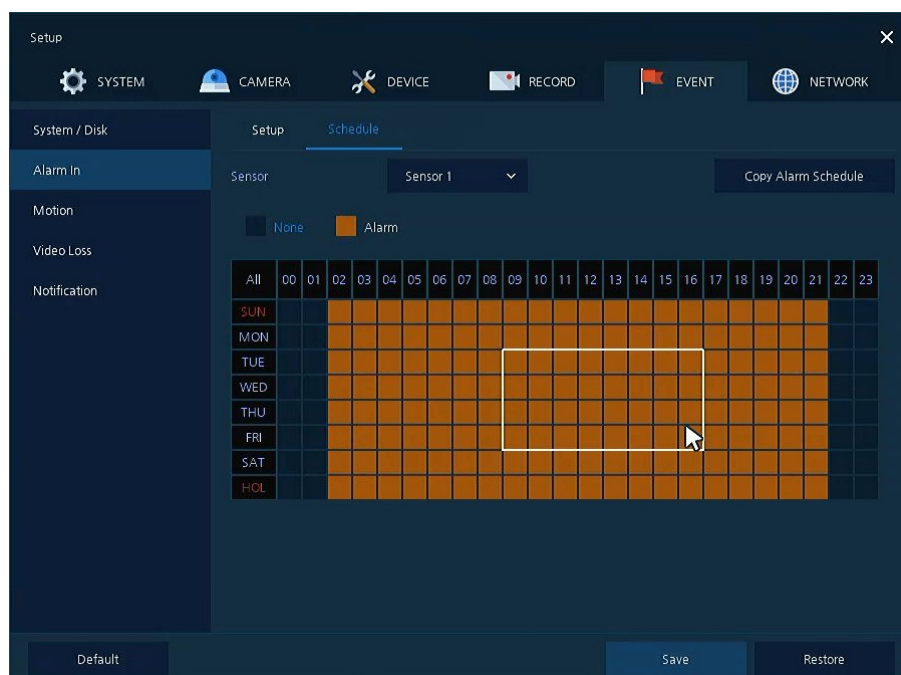 Setup
SYSTEM CAMERA DEVICE RECORD EVENT NETWORK
System / Disk
Alarm In
Motion
Video Loss
Notification
Setup Schedule
Sensor Sensor 1 Copy Alarm Schedule
None Alarm
All 00 01 02 03 04 05 06 07 08 09 10 11 12 13 14 15 16 17 18 19 20 21 22 23
SUN
MON
TUE
WED
THU
FRI
SAT
HOL
Default Save Restore